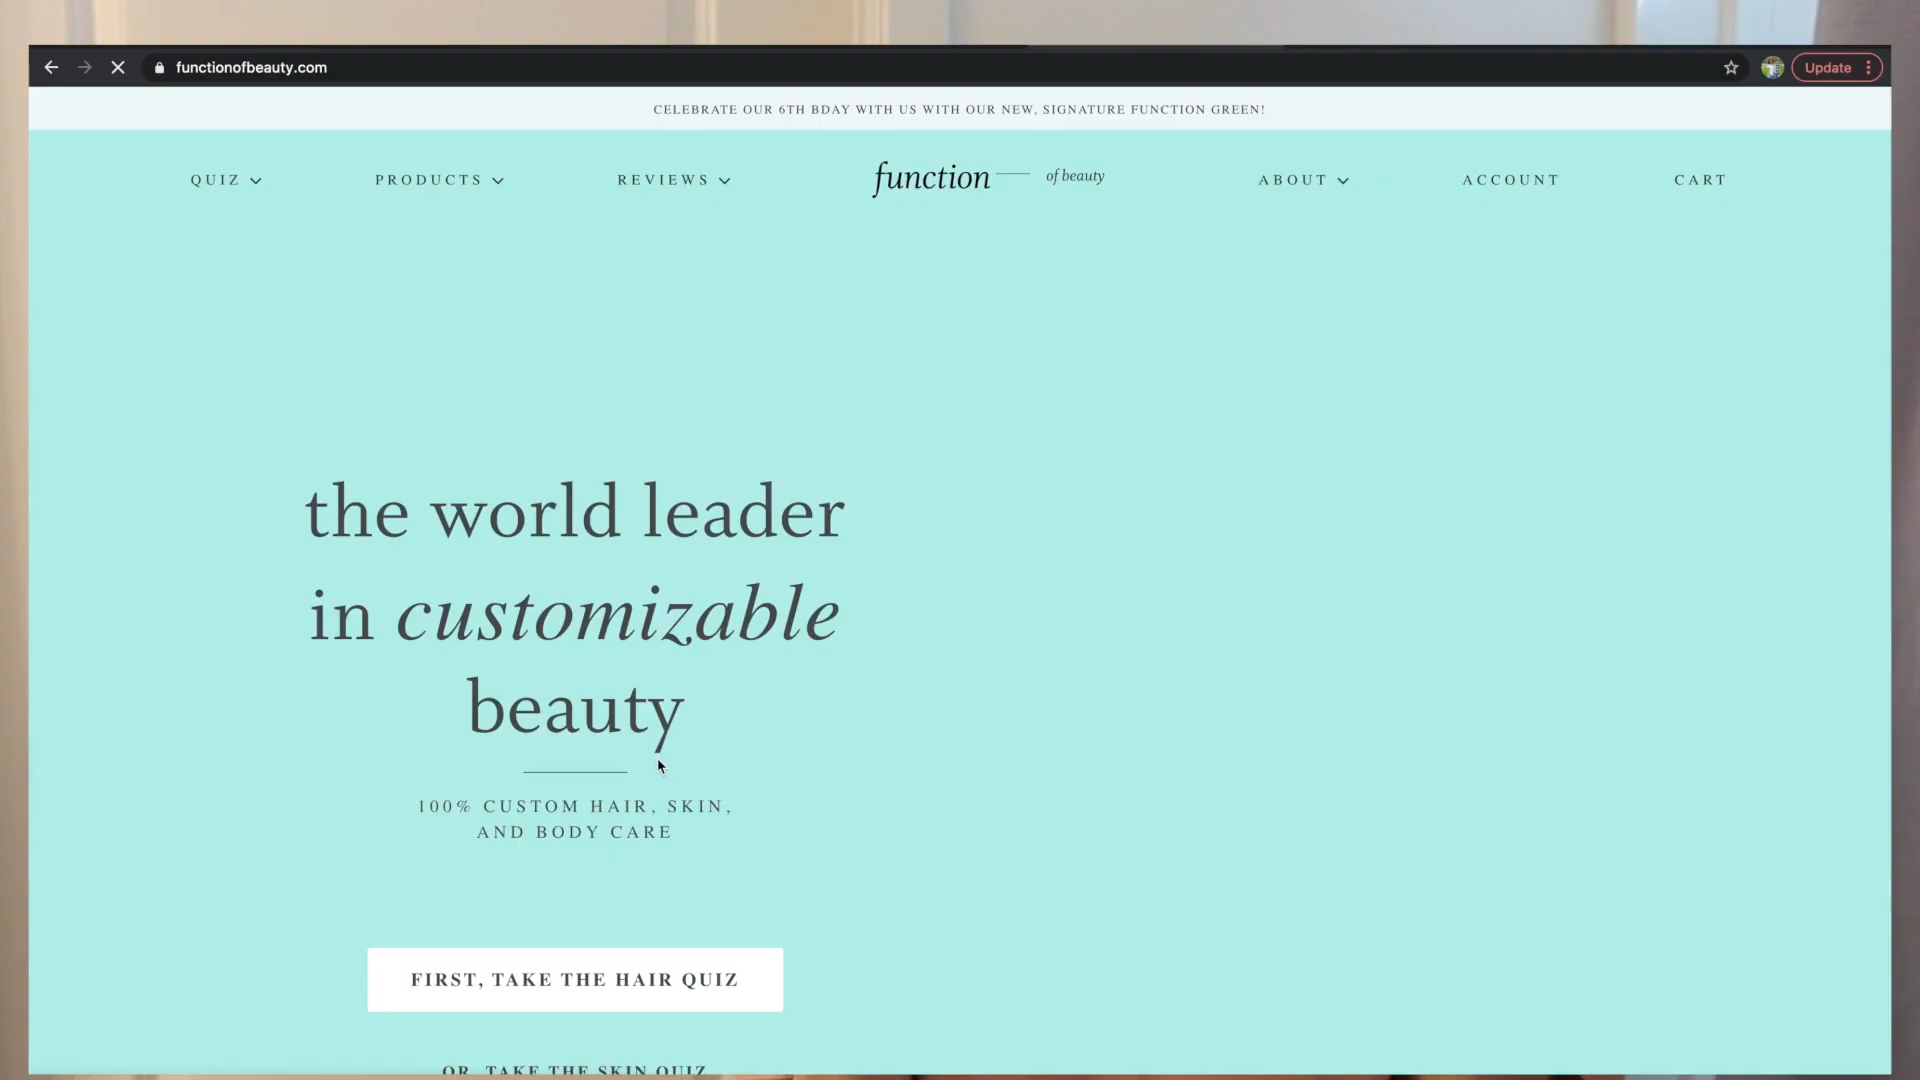 functionofbeauty.com
Update
CELEBRATE OUR 6TH BDAY WITH US WITH OUR NEW, SIGNATURE FUNCTION GREEN!
QUIZ PRODUCTS REVIEWS function of beauty ABOUT ACCOUNT CART
the world leader
in customizable
beauty
100% CUSTOM HAIR, SKIN,
AND BODY CARE
FIRST, TAKE THE HAIR QUIZ
OR, TAKE THE SKIN QUIZ